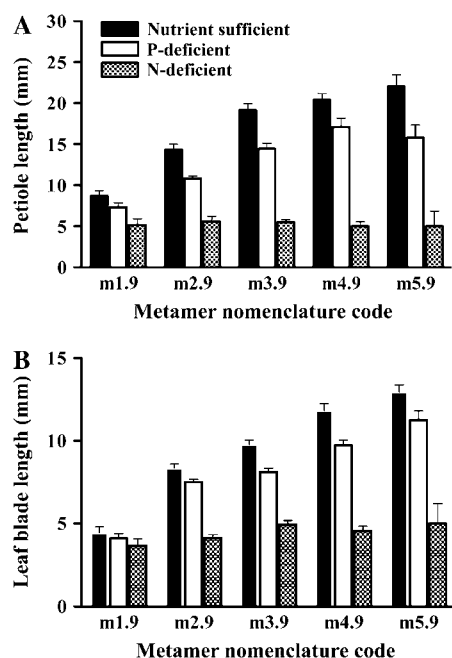 A
Nutrient sufficient
P-deficient
N-deficient
Petiole length (mm)
30
25
20
15
10
5
0
m1.9 m2.9 m3.9 m4.9 m5.9
Metamer nomenclature code
B
Leaf blade length (mm)
15
10
5
0
m1.9 m2.9 m3.9 m4.9 m5.9
Metamer nomenclature code